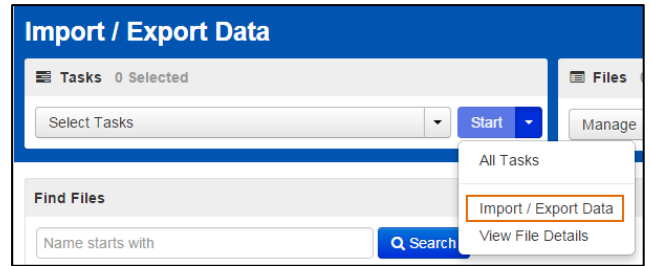 Import / Export Data
Tasks 0 Selected
Files
Select Tasks
Start
Manage
All Tasks
Import / Export Data
View File Details
Find Files
Name starts with
Search